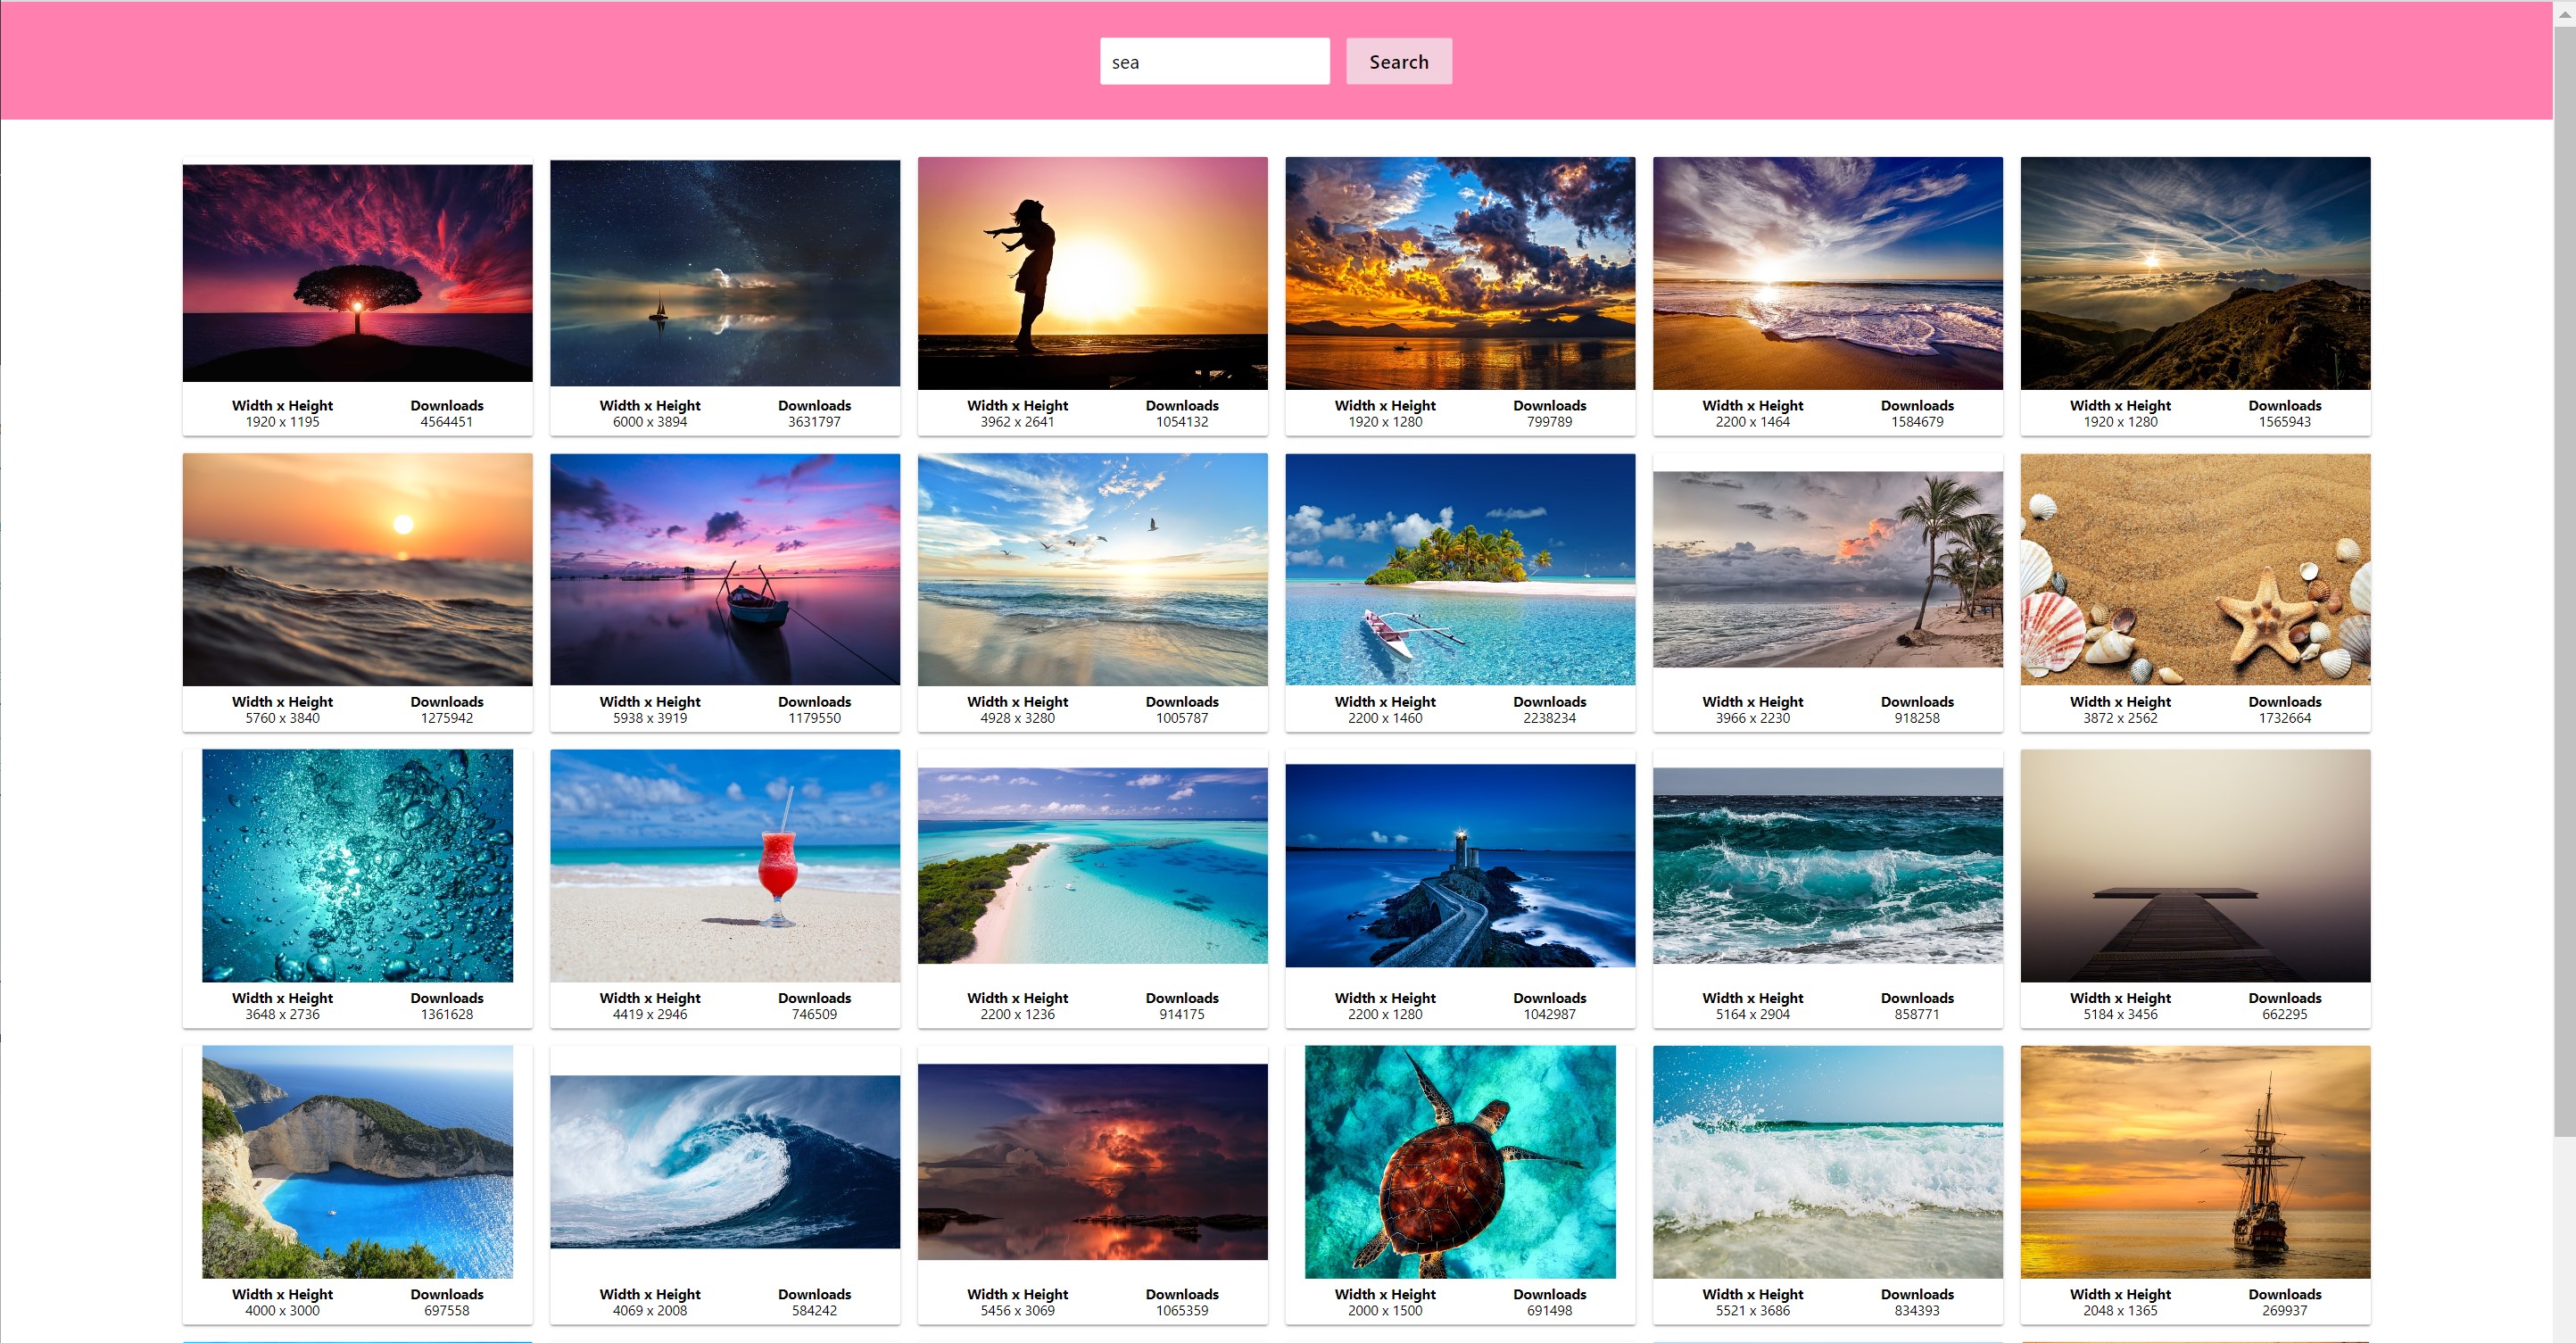 sea Search
Width x Height Downloads Width x Height Downloads Width x Height Downloads Width x Height Downloads Width x Height Downloads Width x Height Downloads
1920 x 1195 4564451 6000 x 3894 3631797 3962 x 2641 1054132 1920 x 1280 799789 2200 x 1464 1584679 1920 x 1280 1565943
Width x Height Downloads Width x Height Downloads Width x Height Downloads Width x Height Downloads Width x Height Downloads Width x Height Downloads
5760 x 3840 1275942 5938 x 3919 1179550 4928 x 3280 1005787 2200 x 1460 2238234 3966 x 2230 918258 3872 x 2562 1732664
Width x Height Downloads Width x Height Downloads Width x Height Downloads Width x Height Downloads Width x Height Downloads Width x Height Downloads
3648 x 2736 1361628 4419 x 2946 746509 2200 x 1236 914175 2200 x 1280 1042987 5164 x 2904 858771 5184 x 3456 662295
Width x Height Downloads Width x Height Downloads Width x Height Downloads Width x Height Downloads Width x Height Downloads Width x Height Downloads
4000 x 3000 697558 4069 x 2008 584242 5456 x 3069 1065359 2000 x 1500 691498 5521 x 3686 834393 2048 x 1365 269937